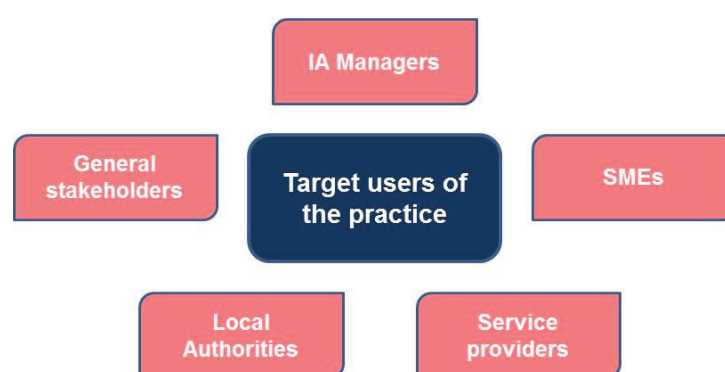 IA Managers
General
stakeholders
Target users of
the practice
SMEs
Local
Authorities
Service
providers